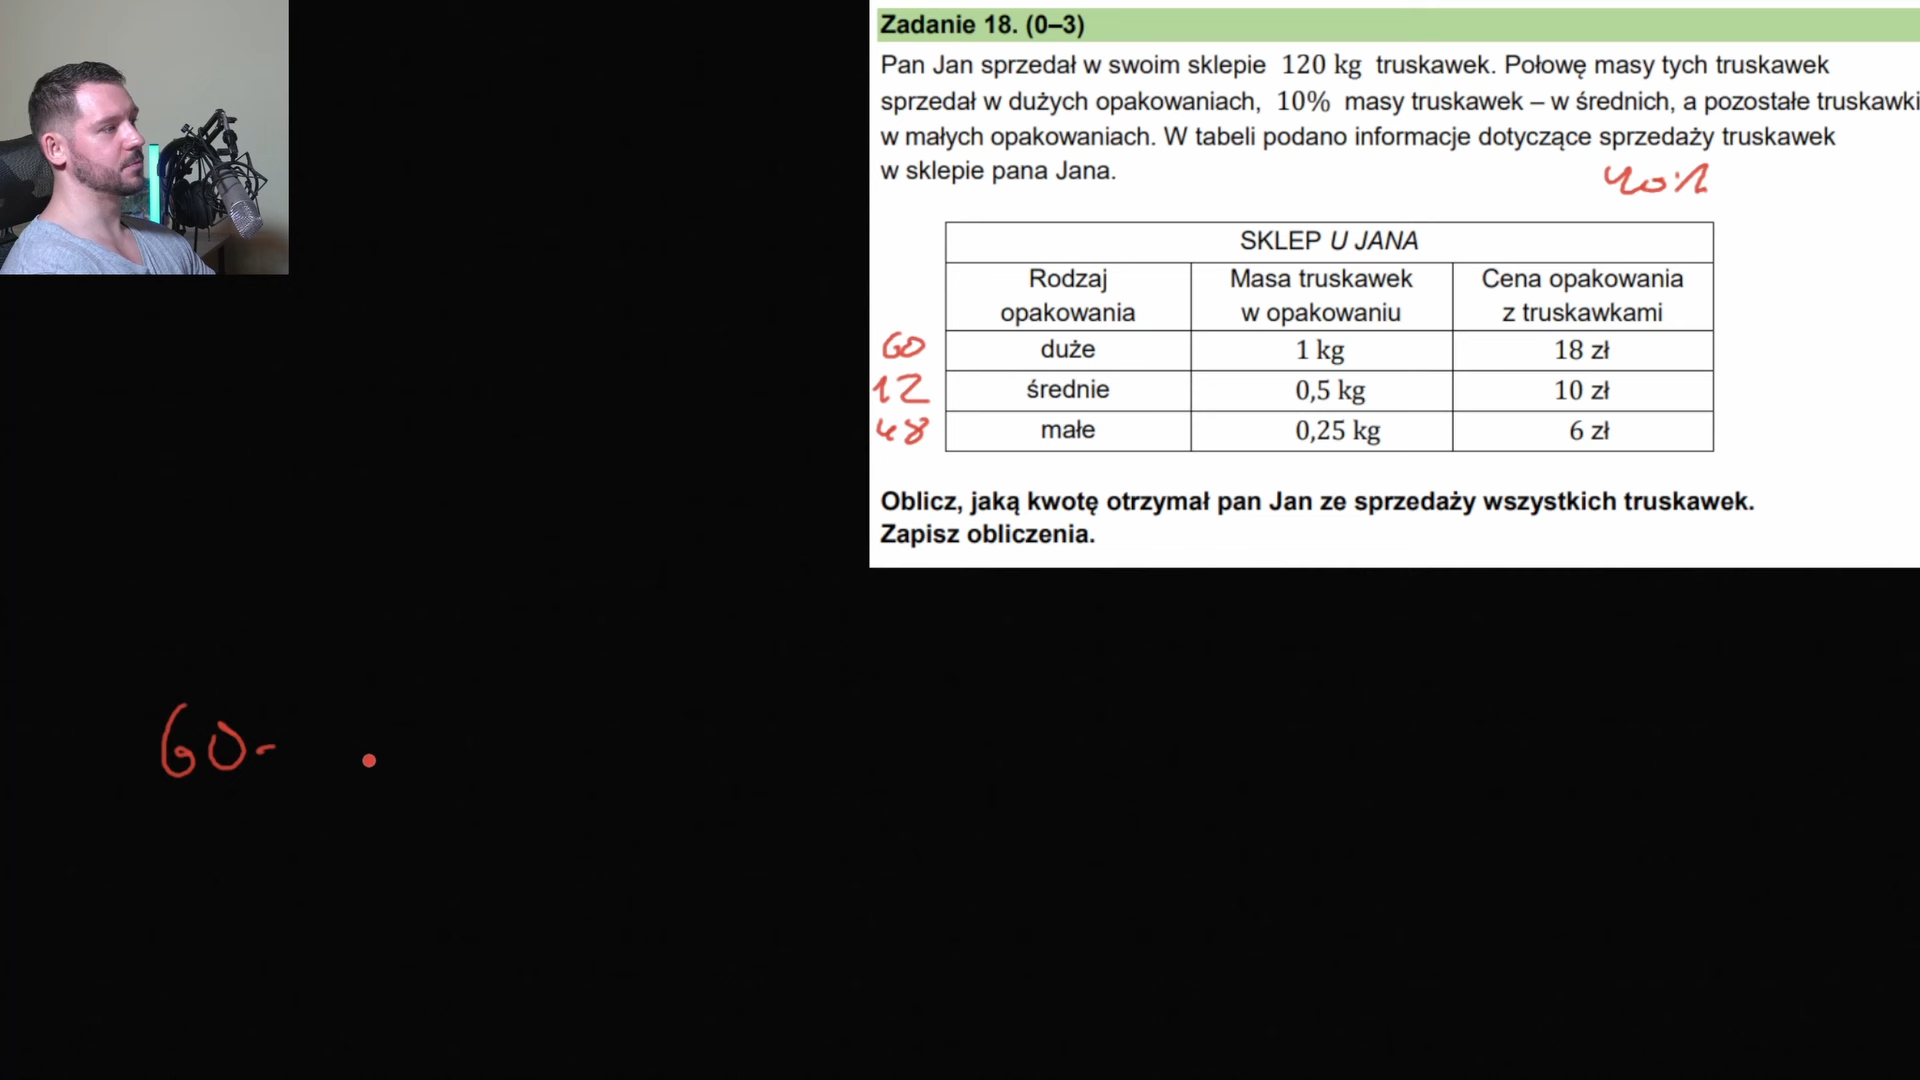 Zadanie 18. (0–3)
Pan Jan sprzedał w swoim sklepie 120 kg truskawek. Połowę masy tych truskawek
sprzedał w dużych opakowaniach, 10% masy truskawek – w średnich, a pozostałe truskawki
w małych opakowaniach. W tabeli podano informacje dotyczące sprzedaży truskawek
w sklepie pana Jana.
40%
SKLEP U JANA
Rodzaj opakowania Masa truskawek w opakowaniu Cena opakowania z truskawkami
60 duże 1 kg 18 zł
12 średnie 0,5 kg 10 zł
48 małe 0,25 kg 6 zł
Oblicz, jaką kwotę otrzymał pan Jan ze sprzedaży wszystkich truskawek.
Zapisz obliczenia.
60-